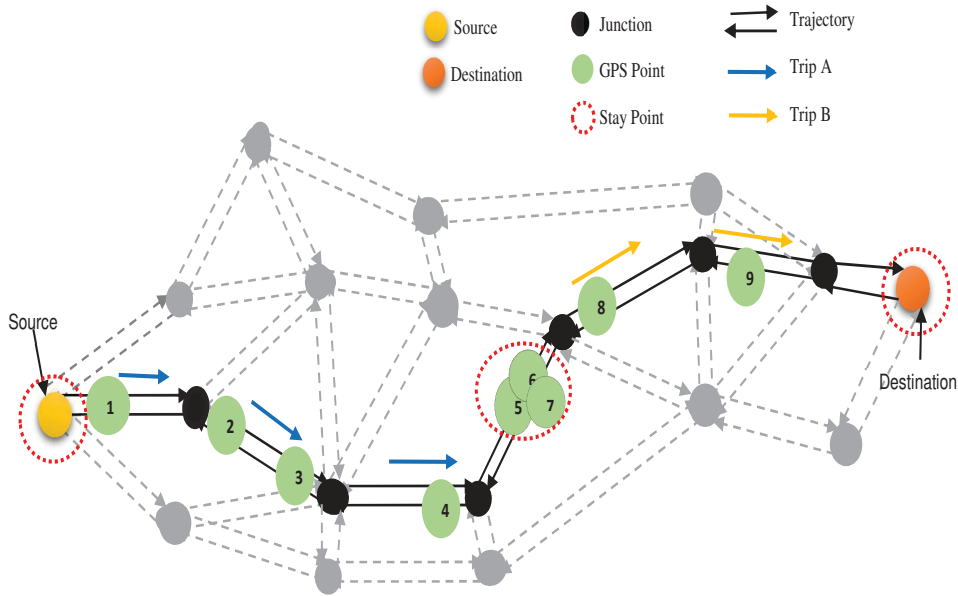 Source
Junction
Trajectory
Destination
GPS Point
Trip A
Stay Point
Trip B
Source
1
2
3
4
5
6
7
8
9
Destination